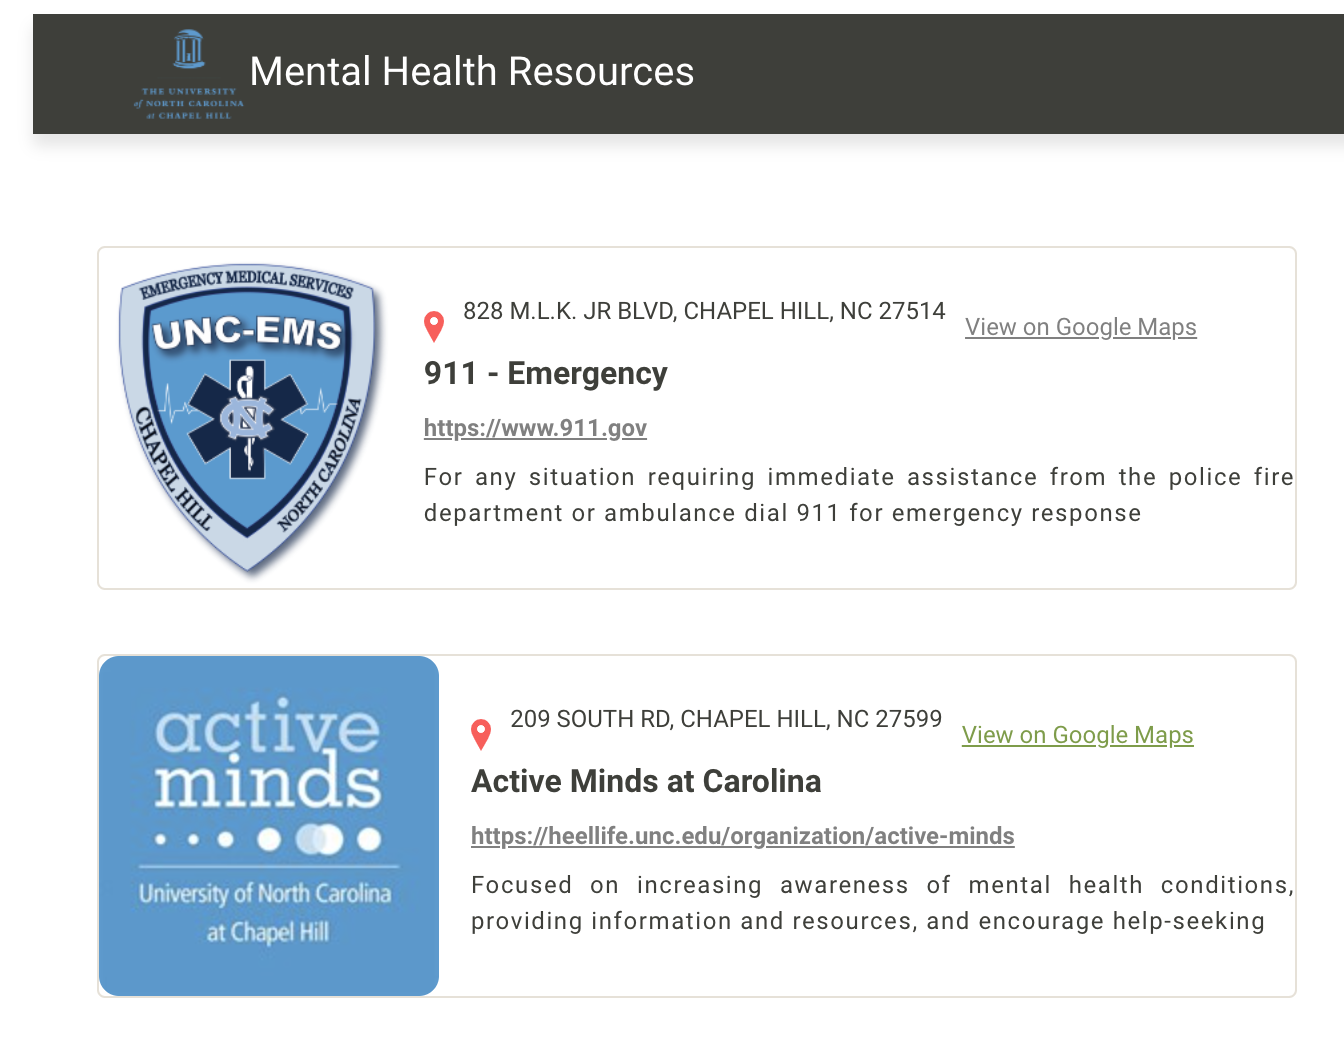 THE UNIVERSITY
of NORTH CAROLINA
at CHAPEL HILL
Mental Health Resources
EMERGENCY MEDICAL SERVICES
UNC-EMS
NC
CHAPEL HILL
NORTH CAROLINA
828 M.L.K. JR BLVD, CHAPEL HILL, NC 27514
View on Google Maps
911 - Emergency
https://www.911.gov
For any situation requiring immediate assistance from the police fire
department or ambulance dial 911 for emergency response
active
minds
University of North Carolina
at Chapel Hill
209 SOUTH RD, CHAPEL HILL, NC 27599
View on Google Maps
Active Minds at Carolina
https://heellife.unc.edu/organization/active-minds
Focused on increasing awareness of mental health conditions,
providing information and resources, and encourage help-seeking